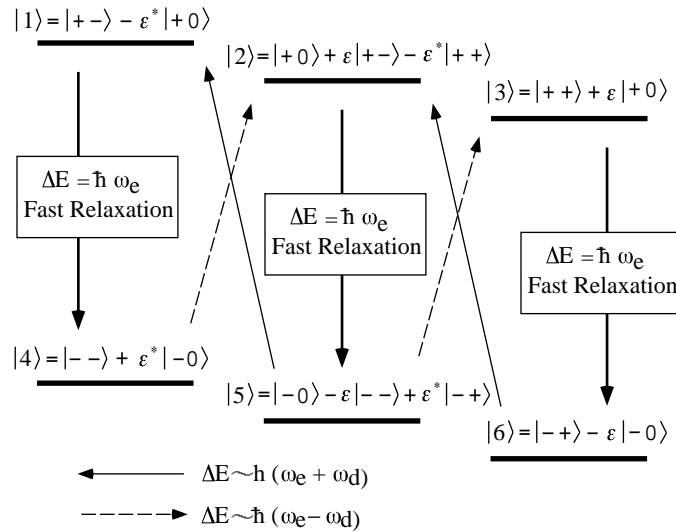 |1⟩=|+−⟩ − ε*|+0⟩
|2⟩=|+0⟩+ ε|+−⟩− ε*|++⟩
|3⟩=|++⟩+ ε|+0⟩
ΔE = ħ ωe
Fast Relaxation
ΔE = ħ ωe
Fast Relaxation
ΔE = ħ ωe
Fast Relaxation
|4⟩=|− −⟩ + ε*|−0⟩
|5⟩=|−0⟩ − ε|− −⟩+ ε*|−+⟩
|6⟩=|−+⟩− ε|−0⟩
ΔE∼h (ωe + ωd)
ΔE∼ħ (ωe− ωd)